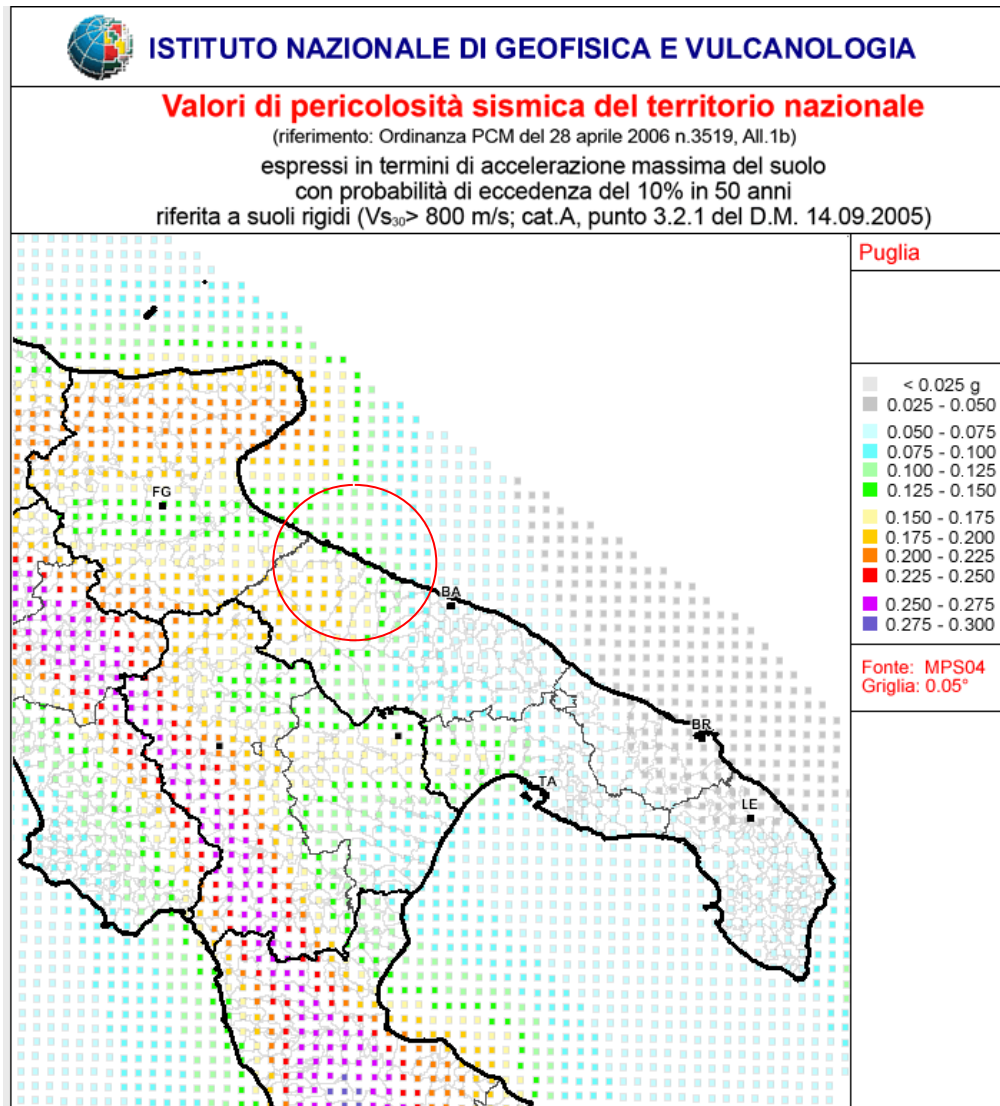 ISTITUTO NAZIONALE DI GEOFISICA E VULCANOLOGIA
Valori di pericolosità sismica del territorio nazionale
(riferimento: Ordinanza PCM del 28 aprile 2006 n.3519, All.1b)
espressi in termini di accelerazione massima del suolo
con probabilità di eccedenza del 10% in 50 anni
riferita a suoli rigidi (Vs₃₀> 800 m/s; cat.A, punto 3.2.1 del D.M. 14.09.2005)
Puglia
< 0.025 g
0.025 - 0.050
0.050 - 0.075
0.075 - 0.100
0.100 - 0.125
0.125 - 0.150
0.150 - 0.175
0.175 - 0.200
0.200 - 0.225
0.225 - 0.250
0.250 - 0.275
0.275 - 0.300
Fonte: MPS04
Griglia: 0.05°
FG
BA
BR
TA
LE